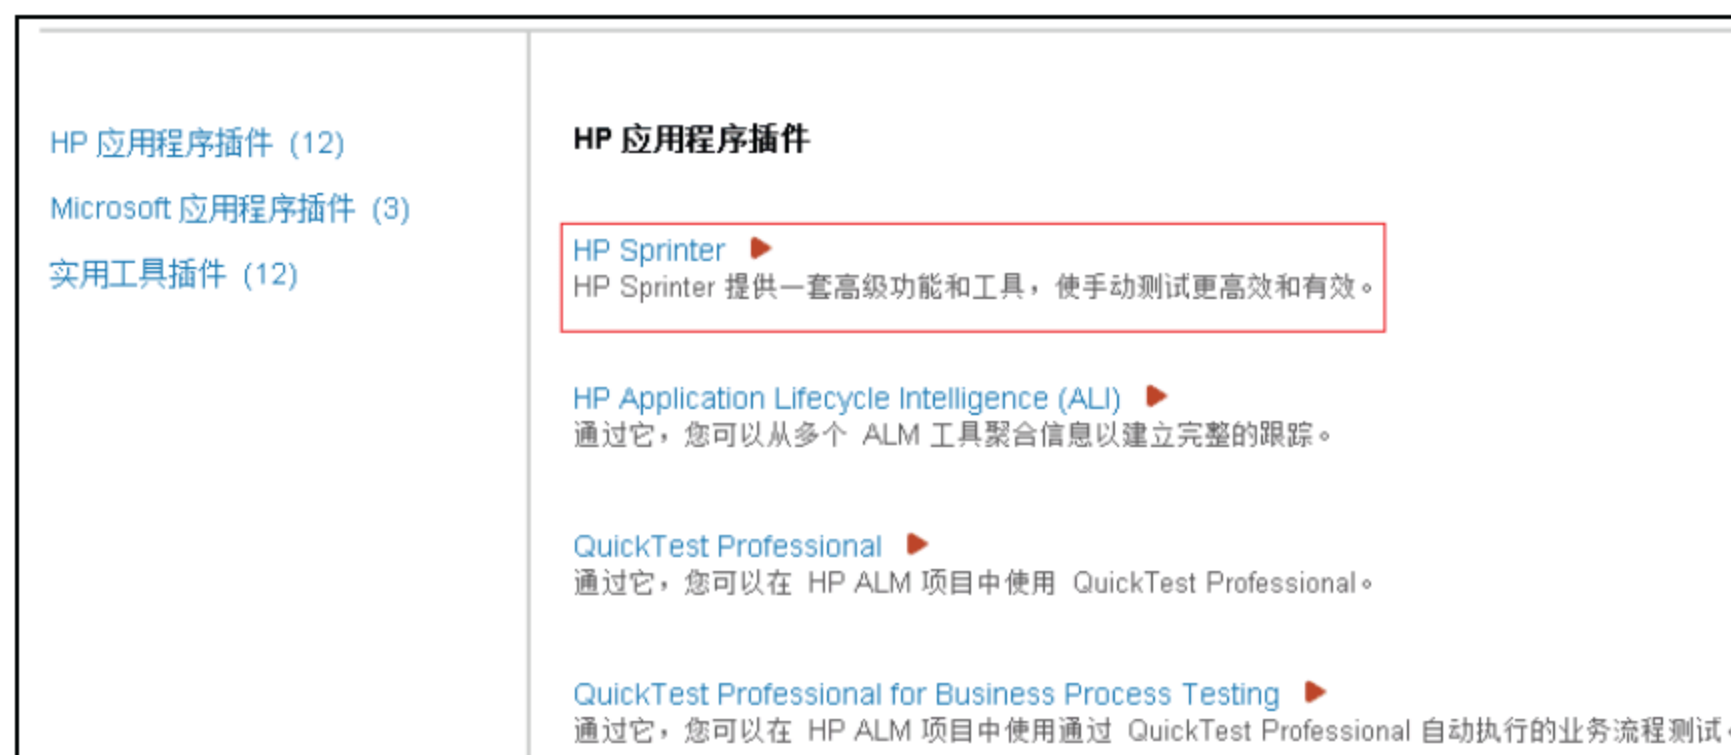 HP 应用程序插件 (12)
Microsoft 应用程序插件 (3)
实用工具插件 (12)
HP 应用程序插件
HP Sprinter
HP Sprinter 提供一套高级功能和工具，使手动测试更高效和有效。
HP Application Lifecycle Intelligence (ALI)
通过它，您可以从多个 ALM 工具聚合信息以建立完整的跟踪。
QuickTest Professional
通过它，您可以在 HP ALM 项目中使用 QuickTest Professional。
QuickTest Professional for Business Process Testing
通过它，您可以在 HP ALM 项目中使用通过 QuickTest Professional 自动执行的业务流程测试